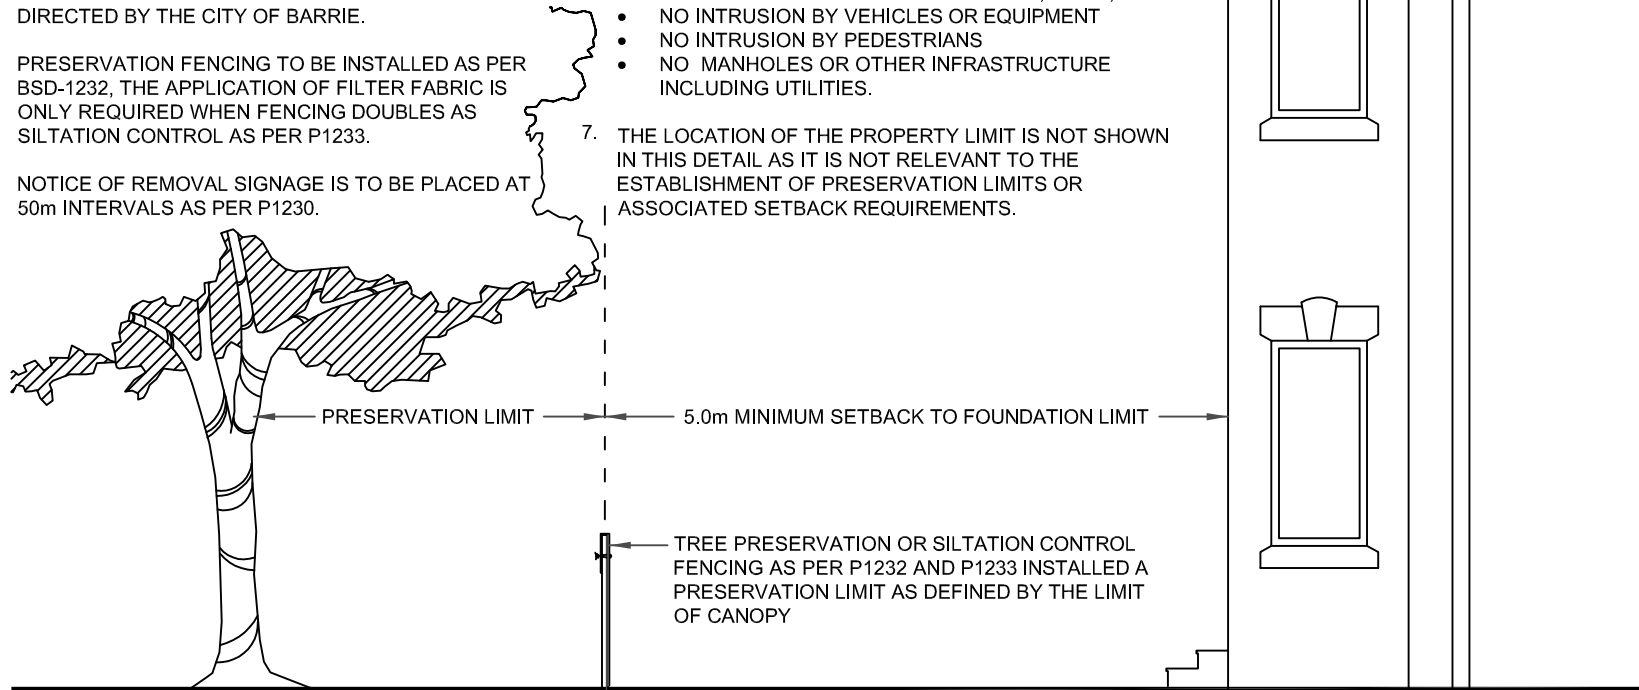 DIRECTED BY THE CITY OF BARRIE.
PRESERVATION FENCING TO BE INSTALLED AS PER
BSD-1232, THE APPLICATION OF FILTER FABRIC IS
ONLY REQUIRED WHEN FENCING DOUBLES AS
SILTATION CONTROL AS PER P1233.
NOTICE OF REMOVAL SIGNAGE IS TO BE PLACED AT
50m INTERVALS AS PER P1230.
• NO INTRUSION BY VEHICLES OR EQUIPMENT
• NO INTRUSION BY PEDESTRIANS
• NO MANHOLES OR OTHER INFRASTRUCTURE
INCLUDING UTILITIES.
7. THE LOCATION OF THE PROPERTY LIMIT IS NOT SHOWN
IN THIS DETAIL AS IT IS NOT RELEVANT TO THE
ESTABLISHMENT OF PRESERVATION LIMITS OR
ASSOCIATED SETBACK REQUIREMENTS.
PRESERVATION LIMIT
5.0m MINIMUM SETBACK TO FOUNDATION LIMIT
TREE PRESERVATION OR SILTATION CONTROL
FENCING AS PER P1232 AND P1233 INSTALLED A
PRESERVATION LIMIT AS DEFINED BY THE LIMIT
OF CANOPY